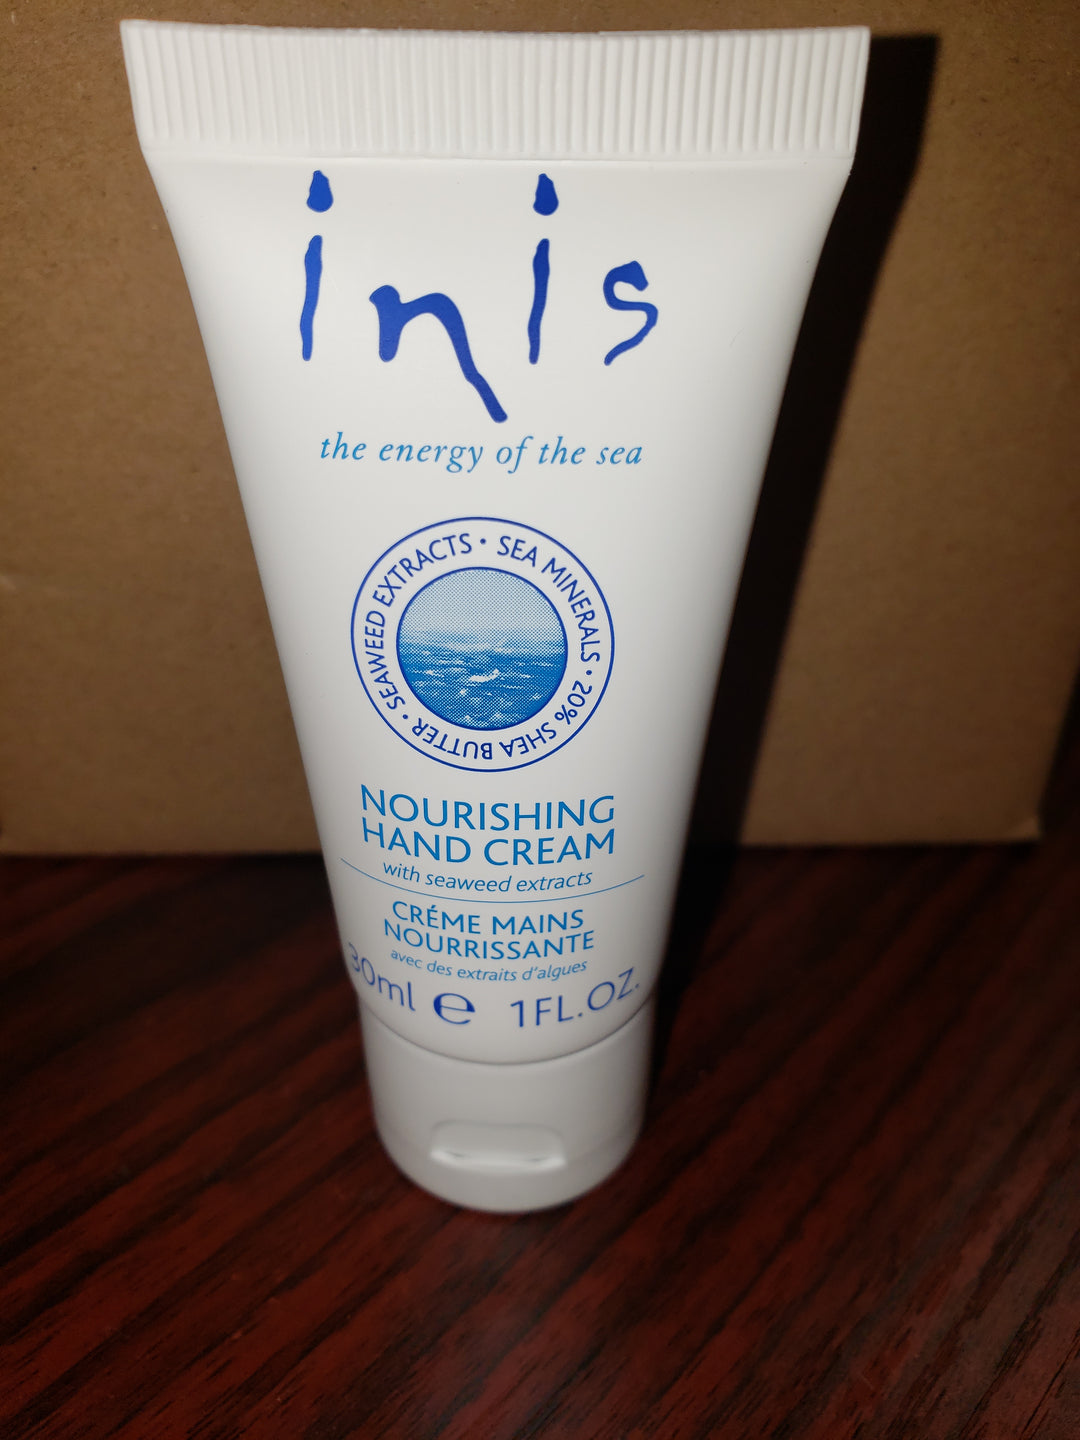 inis
the energy of the sea
SEAWEED EXTRACTS · SEA MINERALS · 20% SHEA BUTTER ·
NOURISHING
HAND CREAM
with seaweed extracts
CRÉME MAINS
NOURRISSANTE
avec des extraits d'algues
30ml e 1FL.OZ.